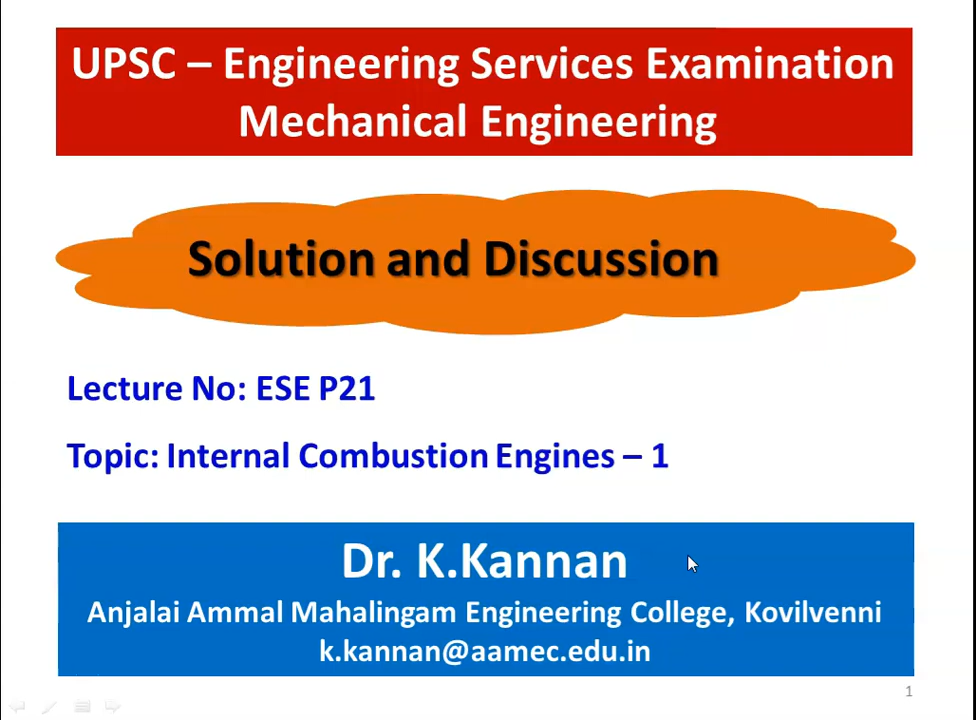 UPSC – Engineering Services Examination
Mechanical Engineering
Solution and Discussion
Lecture No: ESE P21
Topic: Internal Combustion Engines – 1
Dr. K.Kannan
Anjalai Ammal Mahalingam Engineering College, Kovilvenni
k.kannan@aamec.edu.in
1